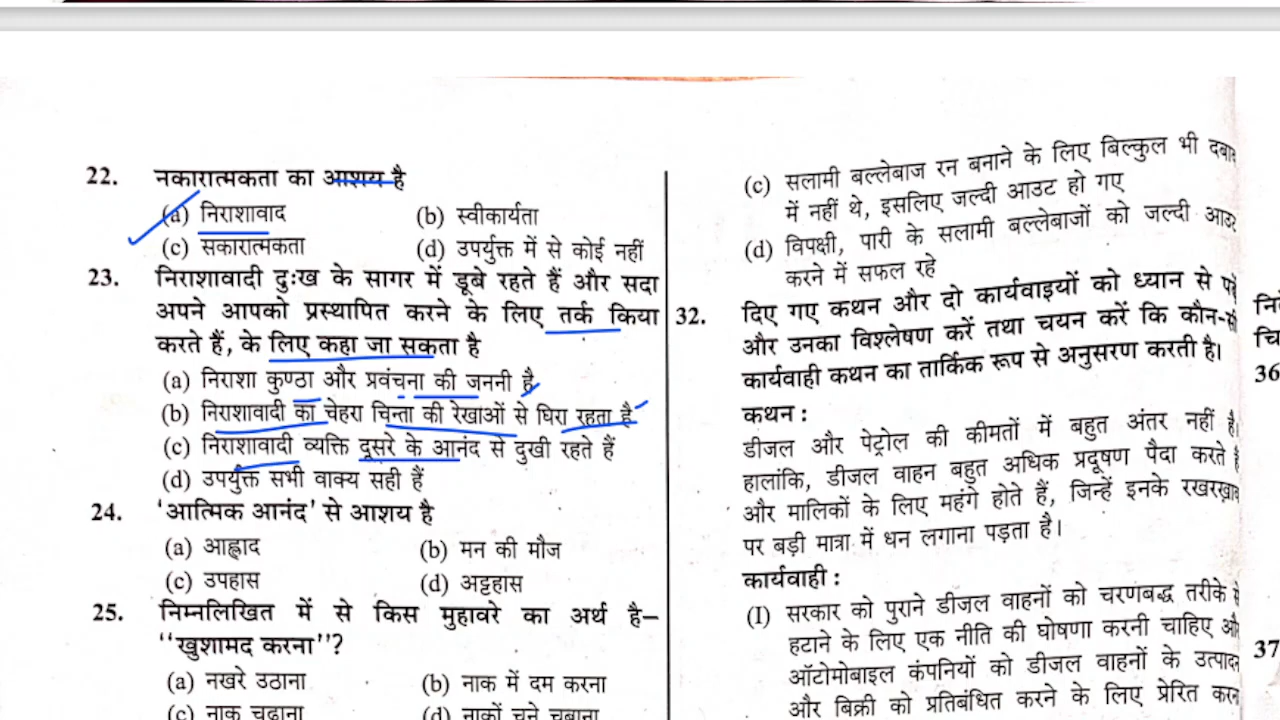 22. नकारात्मकता का आशय है
(a) निराशावाद (b) स्वीकार्यता
(c) सकारात्मकता (d) उपर्युक्त में से कोई नहीं
23. निराशावादी दुःख के सागर में डूबे रहते हैं और सदा
अपने आपको प्रस्थापित करने के लिए तर्क किया
करते हैं, के लिए कहा जा सकता है
(a) निराशा कुण्ठा और प्रवंचना की जननी है
(b) निराशावादी का चेहरा चिन्ता की रेखाओं से घिरा रहता है
(c) निराशावादी व्यक्ति दूसरे के आनंद से दुखी रहते हैं
(d) उपर्युक्त सभी वाक्य सही हैं
24. ‘आत्मिक आनंद’ से आशय है
(a) आह्लाद (b) मन की मौज
(c) उपहास (d) अट्टहास
25. निम्नलिखित में से किस मुहावरे का अर्थ है–
‘‘खुशामद करना’’?
(a) नखरे उठाना (b) नाक में दम करना
(c) नाक चढ़ाना (d) नाकों चने चबाना
(c) सलामी बल्लेबाज रन बनाने के लिए बिल्कुल भी
में नहीं थे, इसलिए जल्दी आउट हो गए
(d) विपक्षी, पारी के सलामी बल्लेबाजों को जल्दी
करने में सफल रहे
32. दिए गए कथन और दो कार्यवाइयों को ध्यान से
और उनका विश्लेषण करें तथा चयन करें कि
कार्यवाही कथन का तार्किक रूप से अनुसरण करती है।
कथन :
डीजल और पेट्रोल की कीमतों में बहुत अंतर नहीं है।
हालांकि, डीजल वाहन बहुत अधिक प्रदूषण पैदा करते
और मालिकों के लिए महंगे होते हैं, जिन्हें इनके
पर बड़ी मात्रा में धन लगाना पड़ता है।
कार्यवाही :
(I) सरकार को पुराने डीजल वाहनों को चरणबद्ध तरीके
हटाने के लिए एक नीति की घोषणा करनी चाहिए
ऑटोमोबाइल कंपनियों को डीजल वाहनों के
और बिक्री को प्रतिबंधित करने के लिए प्रेरित
36
37